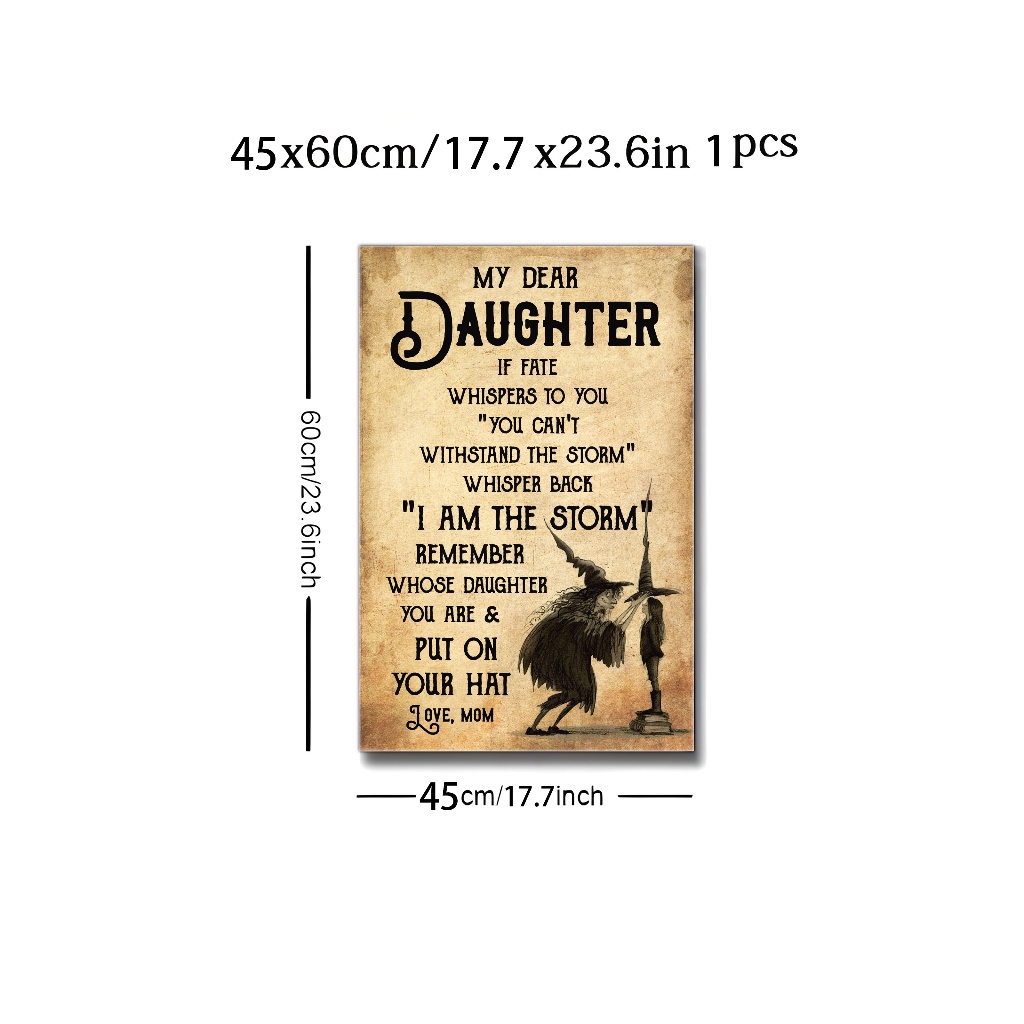 45x60cm/17.7 x23.6in 1pcs
MY DEAR
DAUGHTER
IF FATE
WHISPERS TO YOU
"YOU CAN'T
WITHSTAND THE STORM"
WHISPER BACK
"I AM THE STORM"
REMEMBER
WHOSE DAUGHTER
YOU ARE &
PUT ON
YOUR HAT
LOVE, MOM
60cm/23.6inch
45cm/17.7inch